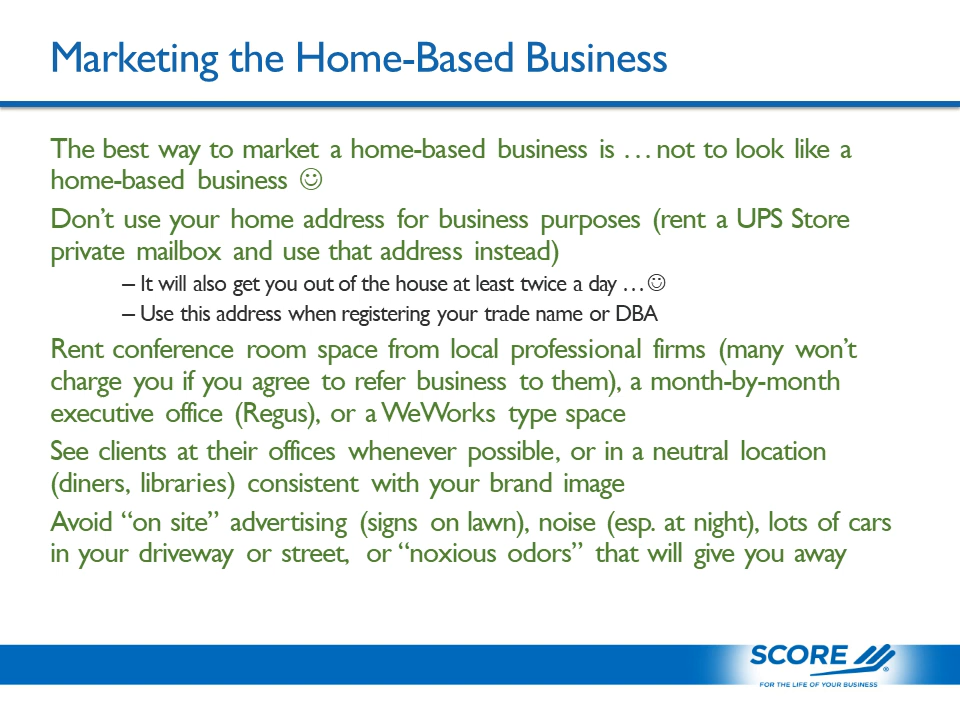 Marketing the Home-Based Business
The best way to market a home-based business is … not to look like a
home-based business ☺
Don’t use your home address for business purposes (rent a UPS Store
private mailbox and use that address instead)
– It will also get you out of the house at least twice a day … ☺
– Use this address when registering your trade name or DBA
Rent conference room space from local professional firms (many won’t
charge you if you agree to refer business to them), a month-by-month
executive office (Regus), or a WeWorks type space
See clients at their offices whenever possible, or in a neutral location
(diners, libraries) consistent with your brand image
Avoid “on site” advertising (signs on lawn), noise (esp. at night), lots of cars
in your driveway or street, or “noxious odors” that will give you away
SCORE ®
FOR THE LIFE OF YOUR BUSINESS